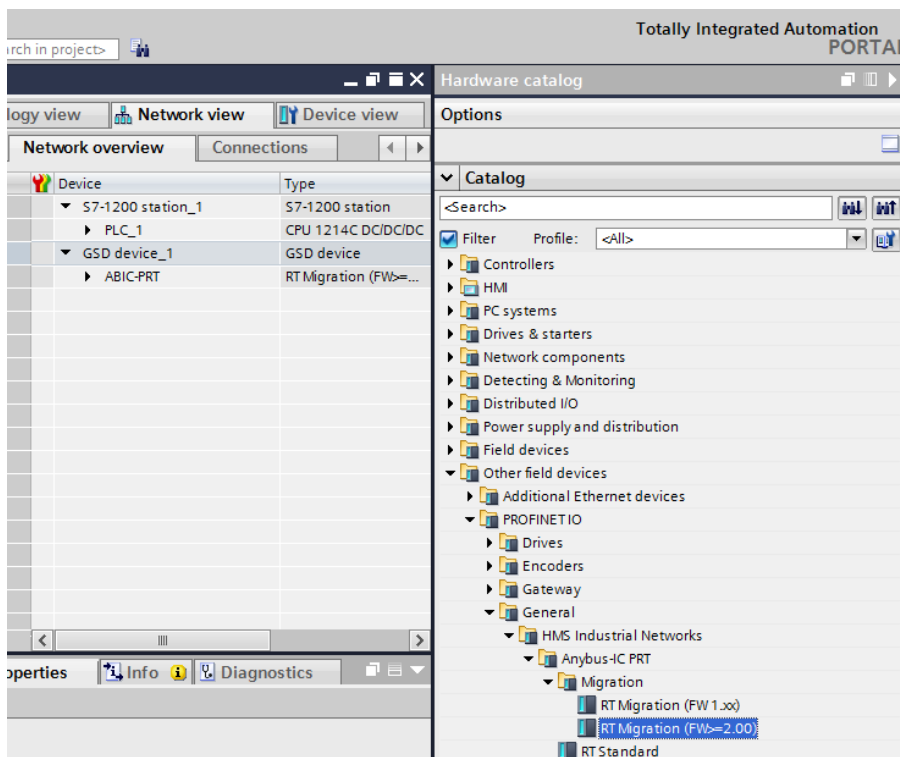 Totally Integrated Automation
PORTAL
arch in project>
Hardware catalog
logy view Network view Device view
Options
Network overview Connections
Device Type
Catalog
S7-1200 station_1 S7-1200 station
<Search>
PLC_1 CPU 1214C DC/DC/DC
Filter Profile: <All>
GSD device_1 GSD device
ABIC-PRT RT Migration (FW>=...
Controllers
HMI
PC systems
Drives & starters
Network components
Detecting & Monitoring
Distributed I/O
Power supply and distribution
Field devices
Other field devices
Additional Ethernet devices
PROFINET IO
Drives
Encoders
Gateway
General
HMS Industrial Networks
Anybus-IC PRT
operties Info Diagnostics
Migration
RT Migration (FW 1.xx)
RT Migration (FW>=2.00)
RT Standard